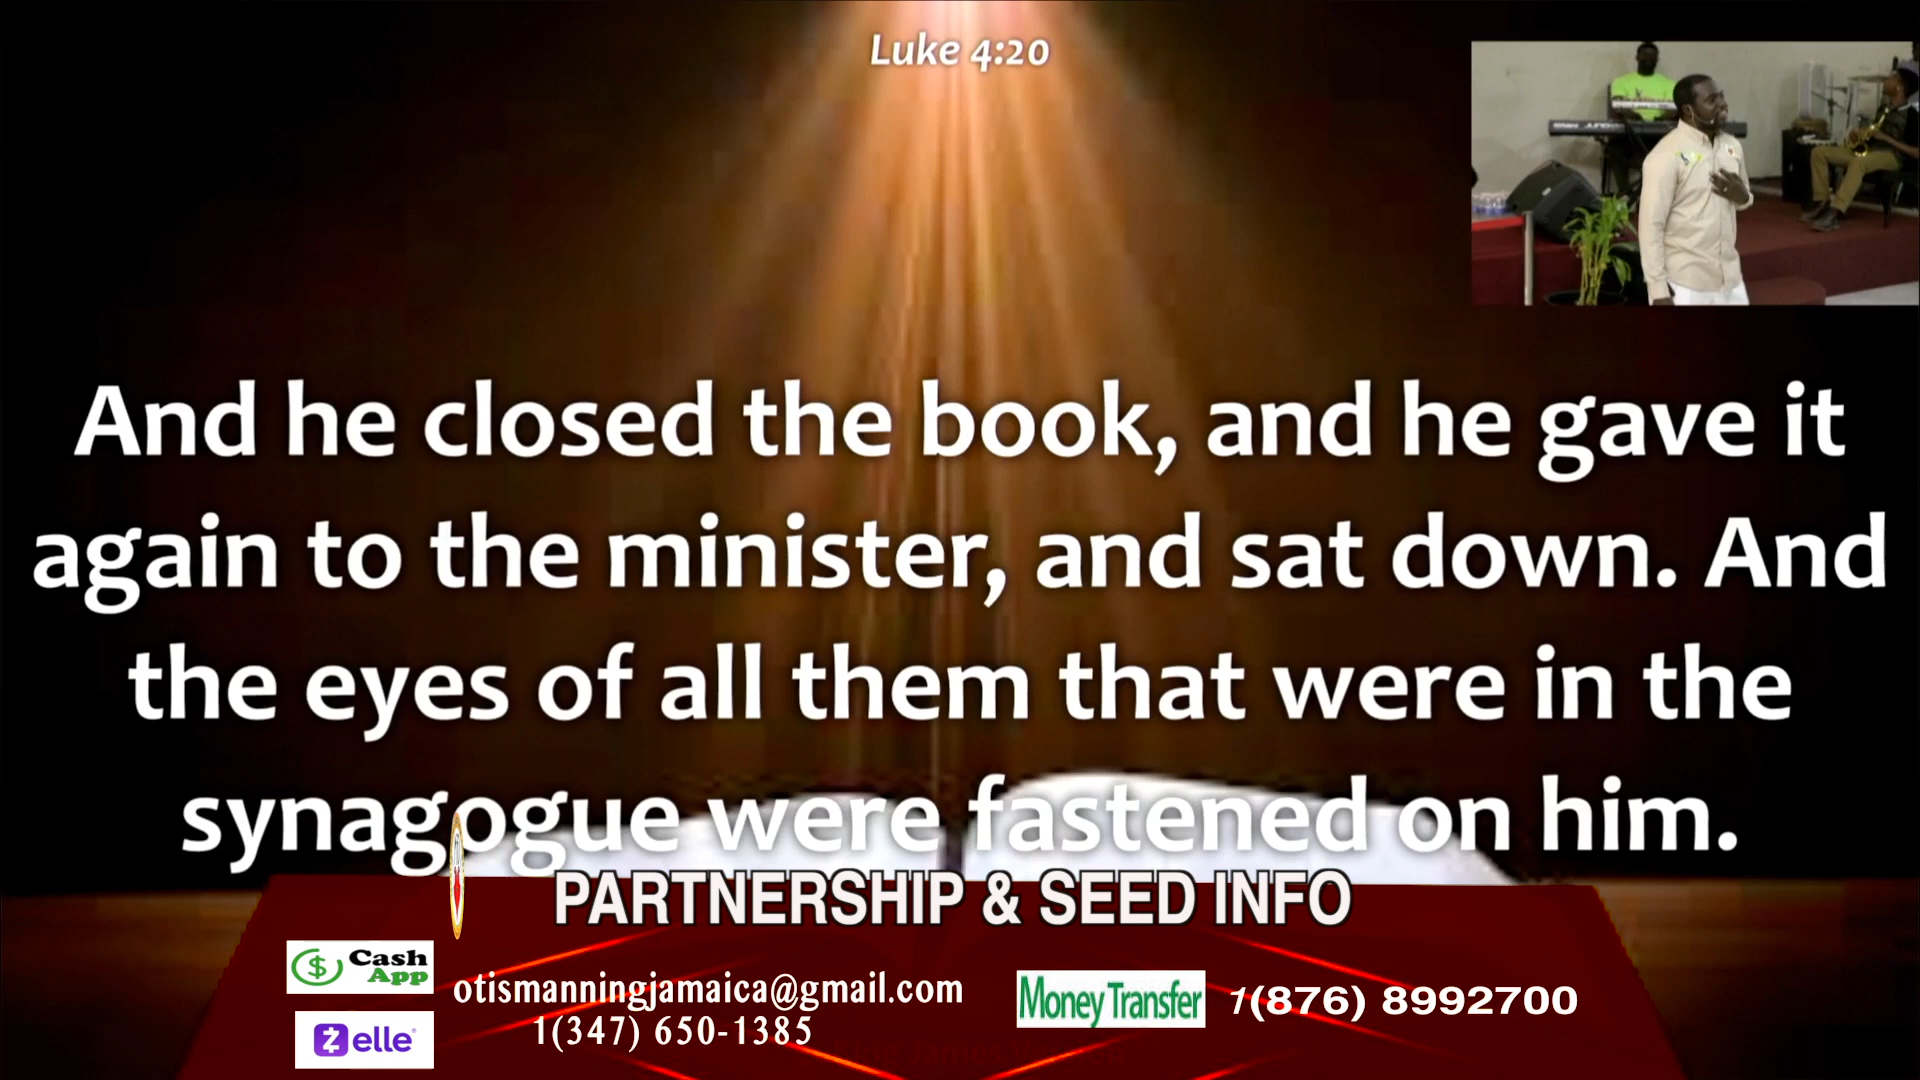 Luke 4:20
And he closed the book, and he gave it
again to the minister, and sat down. And
the eyes of all them that were in the
synagogue were fastened on him.
PARTNERSHIP & SEED INFO
Cash
App
otismanningjamaica@gmail.com
Zelle
1(347) 650-1385
Money Transfer
1(876) 8992700